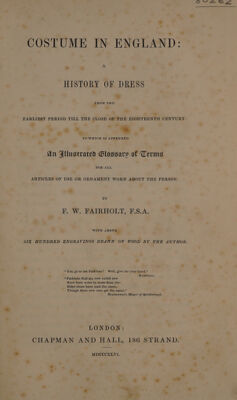 COSTUME IN ENGLAND:
A
HISTORY OF DRESS
FROM THE
EARLIEST PERIOD TILL THE CLOSE OF THE EIGHTEENTH CENTURY
TO WHICH IS APPENDED
An Illustrated Glossary of Terms
FOR ALL
ARTICLES OF USE OR ORNAMENT WORN ABOUT THE PERSON
BY
F. W. FAIRHOLT, F.S.A.
WITH ABOVE
SIX HUNDRED ENGRAVINGS DRAWN ON WOOD BY THE AUTHOR
LONDON:
CHAPMAN AND HALL, 186 STRAND.
MDCCCXLVI.